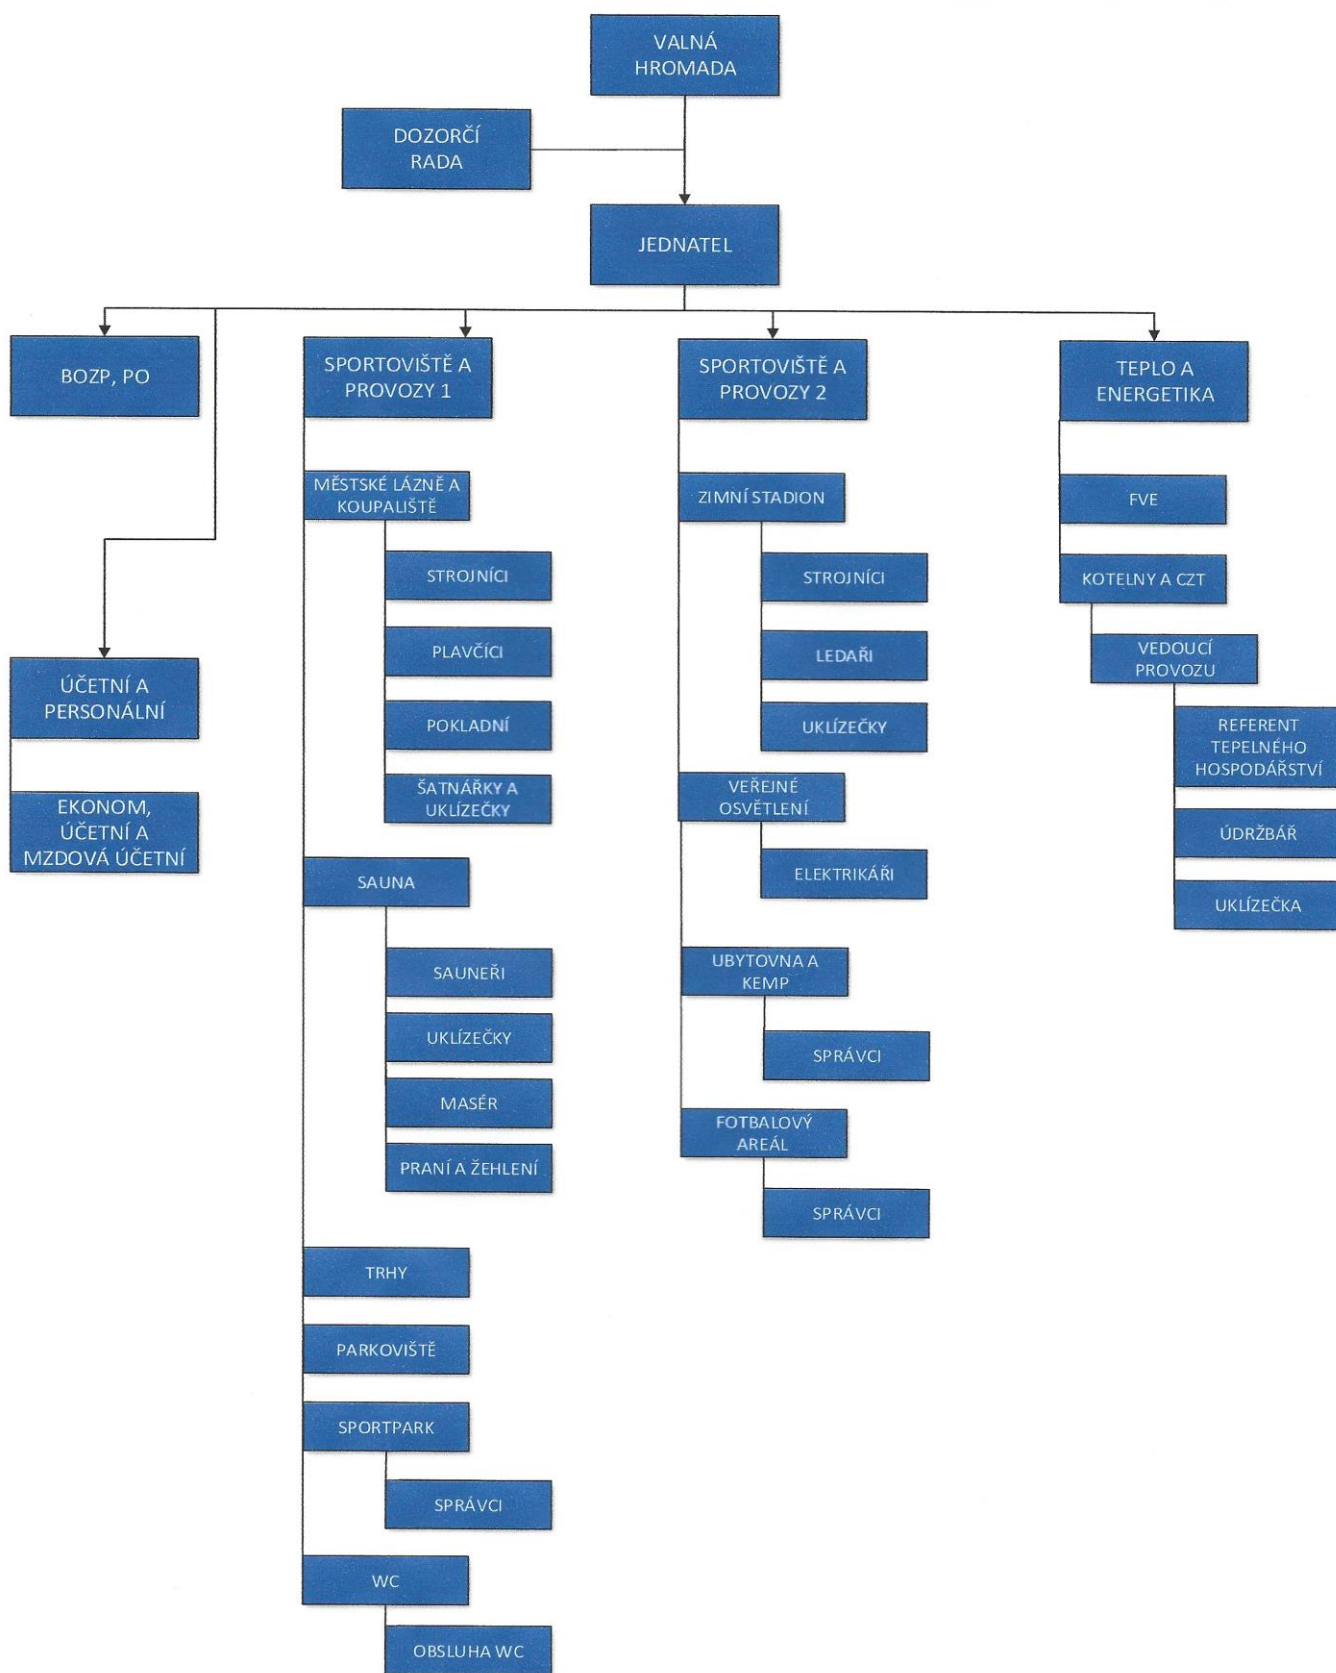 VALNÁ
HROMADA
DOZORČÍ
RADA
JEDNATEL
BOZP, PO
ÚČETNÍ A
PERSONÁLNÍ
EKONOM,
ÚČETNÍ A
MZDOVÁ ÚČETNÍ
SPORTOVIŠTĚ A
PROVOZY 1
MĚSTSKÉ LÁZNĚ A
KOUPALIŠTĚ
STROJNÍCI
PLAVČÍCI
POKLADNÍ
ŠATNÁŘKY A
UKLÍZEČKY
SAUNA
SAUNEŘI
UKLÍZEČKY
MASÉR
PRANÍ A ŽEHLENÍ
TRHY
PARKOVIŠTĚ
SPORTPARK
SPRÁVCI
WC
OBSLUHA WC
SPORTOVIŠTĚ A
PROVOZY 2
ZIMNÍ STADION
STROJNÍCI
LEDAŘI
UKLÍZEČKY
VEŘEJNÉ
OSVĚTLENÍ
ELEKTRIKÁŘI
UBYTOVNA A
KEMP
SPRÁVCI
FOTBALOVÝ
AREÁL
SPRÁVCI
TEPLO A
ENERGETIKA
FVE
KOTELNY A CZT
VEDOUCÍ
PROVOZU
REFERENT
TEPELNÉHO
HOSPODÁŘSTVÍ
ÚDRŽBÁŘ
UKLÍZEČKA